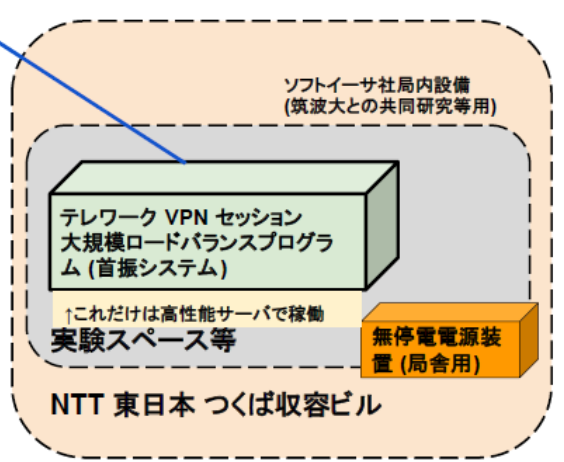 ソフトイーサ社局内設備
(筑波大との共同研究等用)
テレワーク VPN セッション
大規模ロードバランスプログラ
ム (首振システム)
↑これだけは高性能サーバで稼働
実験スペース等
無停電電源装
置 (局舎用)
NTT 東日本 つくば収容ビル